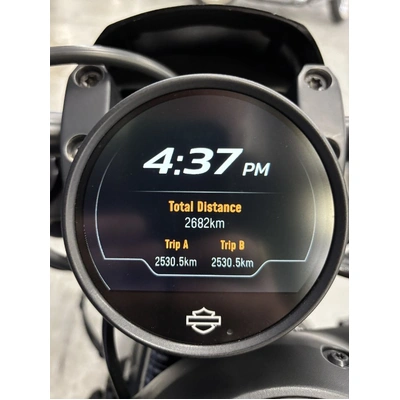 4:37 PM
Total Distance
2682km
Trip A Trip B
2530.5km 2530.5km